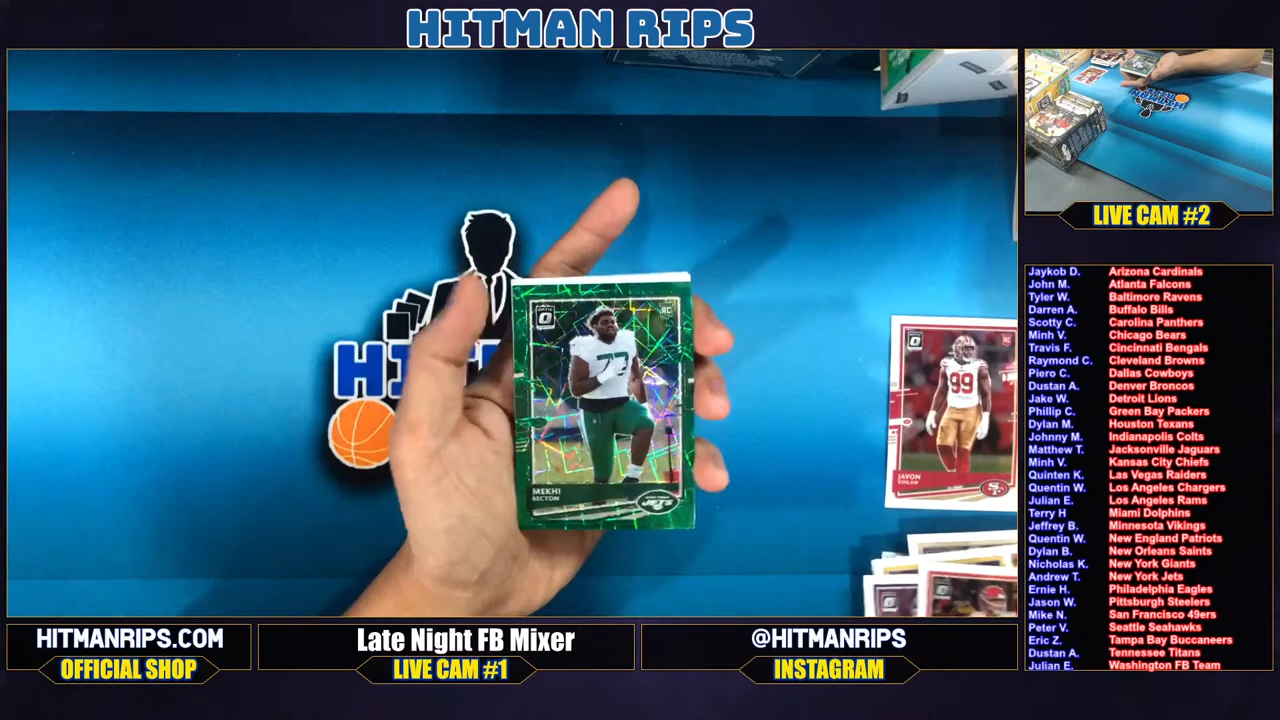 HITMAN RIPS
HI
77
RC
MEKHI
BECTON
JETS
99
JAVON
KINLAW
LIVE CAM #2
Jaykob D. Arizona Cardinals
John M. Atlanta Falcons
Tyler W. Baltimore Ravens
Darren A. Buffalo Bills
Scotty C. Carolina Panthers
Minh V. Chicago Bears
Travis F. Cincinnati Bengals
Raymond C. Cleveland Browns
Piero C. Dallas Cowboys
Dustan A. Denver Broncos
Jake W. Detroit Lions
Phillip C. Green Bay Packers
Dylan M. Houston Texans
Johnny M. Indianapolis Colts
Matthew T. Jacksonville Jaguars
Minh V. Kansas City Chiefs
Quinten K. Las Vegas Raiders
Quentin W. Los Angeles Chargers
Julian E. Los Angeles Rams
Terry H Miami Dolphins
Jeffrey B. Minnesota Vikings
Quentin W. New England Patriots
Dylan B. New Orleans Saints
Nicholas K. New York Giants
Andrew T. New York Jets
Ernie H. Philadelphia Eagles
Jason W. Pittsburgh Steelers
Mike N. San Francisco 49ers
Peter V. Seattle Seahawks
Eric Z. Tampa Bay Buccaneers
Dustan A. Tennessee Titans
Julian E. Washington FB Team
HITMANRIPS.COM
OFFICIAL SHOP
Late Night FB Mixer
LIVE CAM #1
@HITMANRIPS
INSTAGRAM